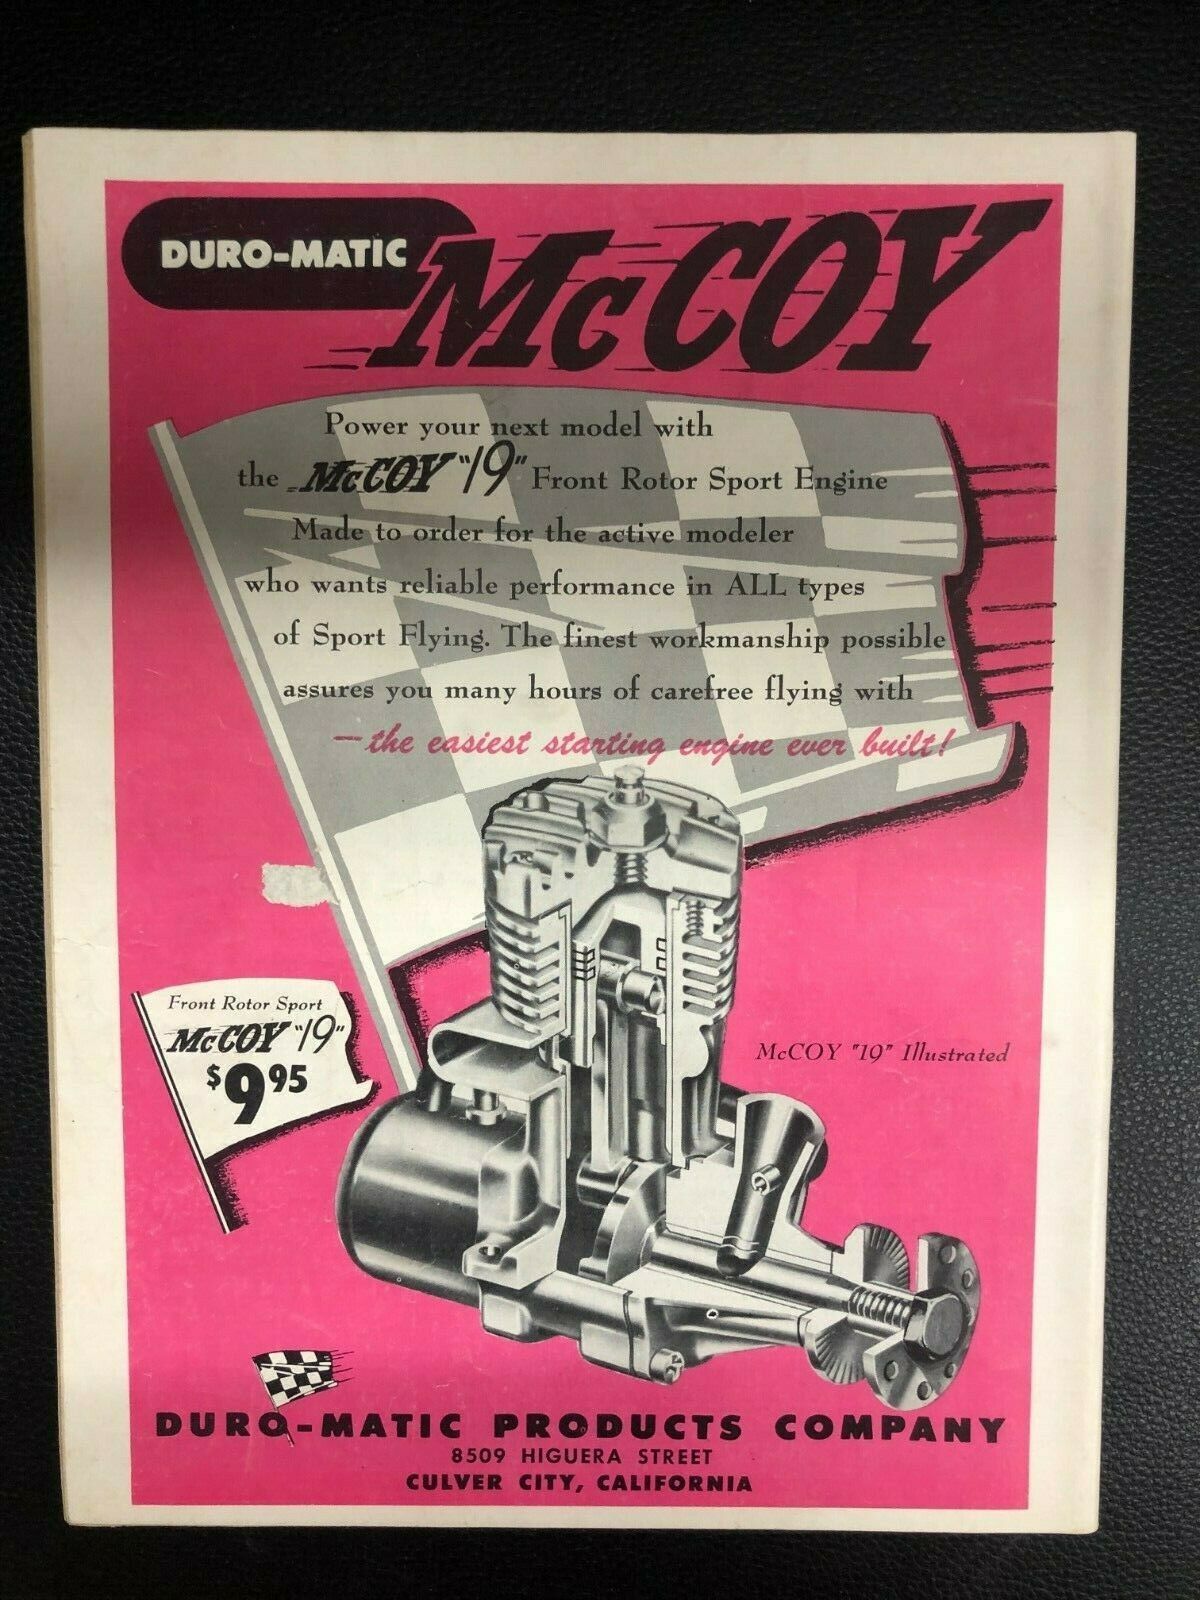 DURO-MATIC McCOY
Power your next model with
the McCOY "19" Front Rotor Sport Engine
Made to order for the active modeler
who wants reliable performance in ALL types
of Sport Flying. The finest workmanship possible
assures you many hours of carefree flying with
—the easiest starting engine ever built!
Front Rotor Sport
McCOY "19"
$9.95
McCOY "19" Illustrated
DURO-MATIC PRODUCTS COMPANY
8509 HIGUERA STREET
CULVER CITY, CALIFORNIA